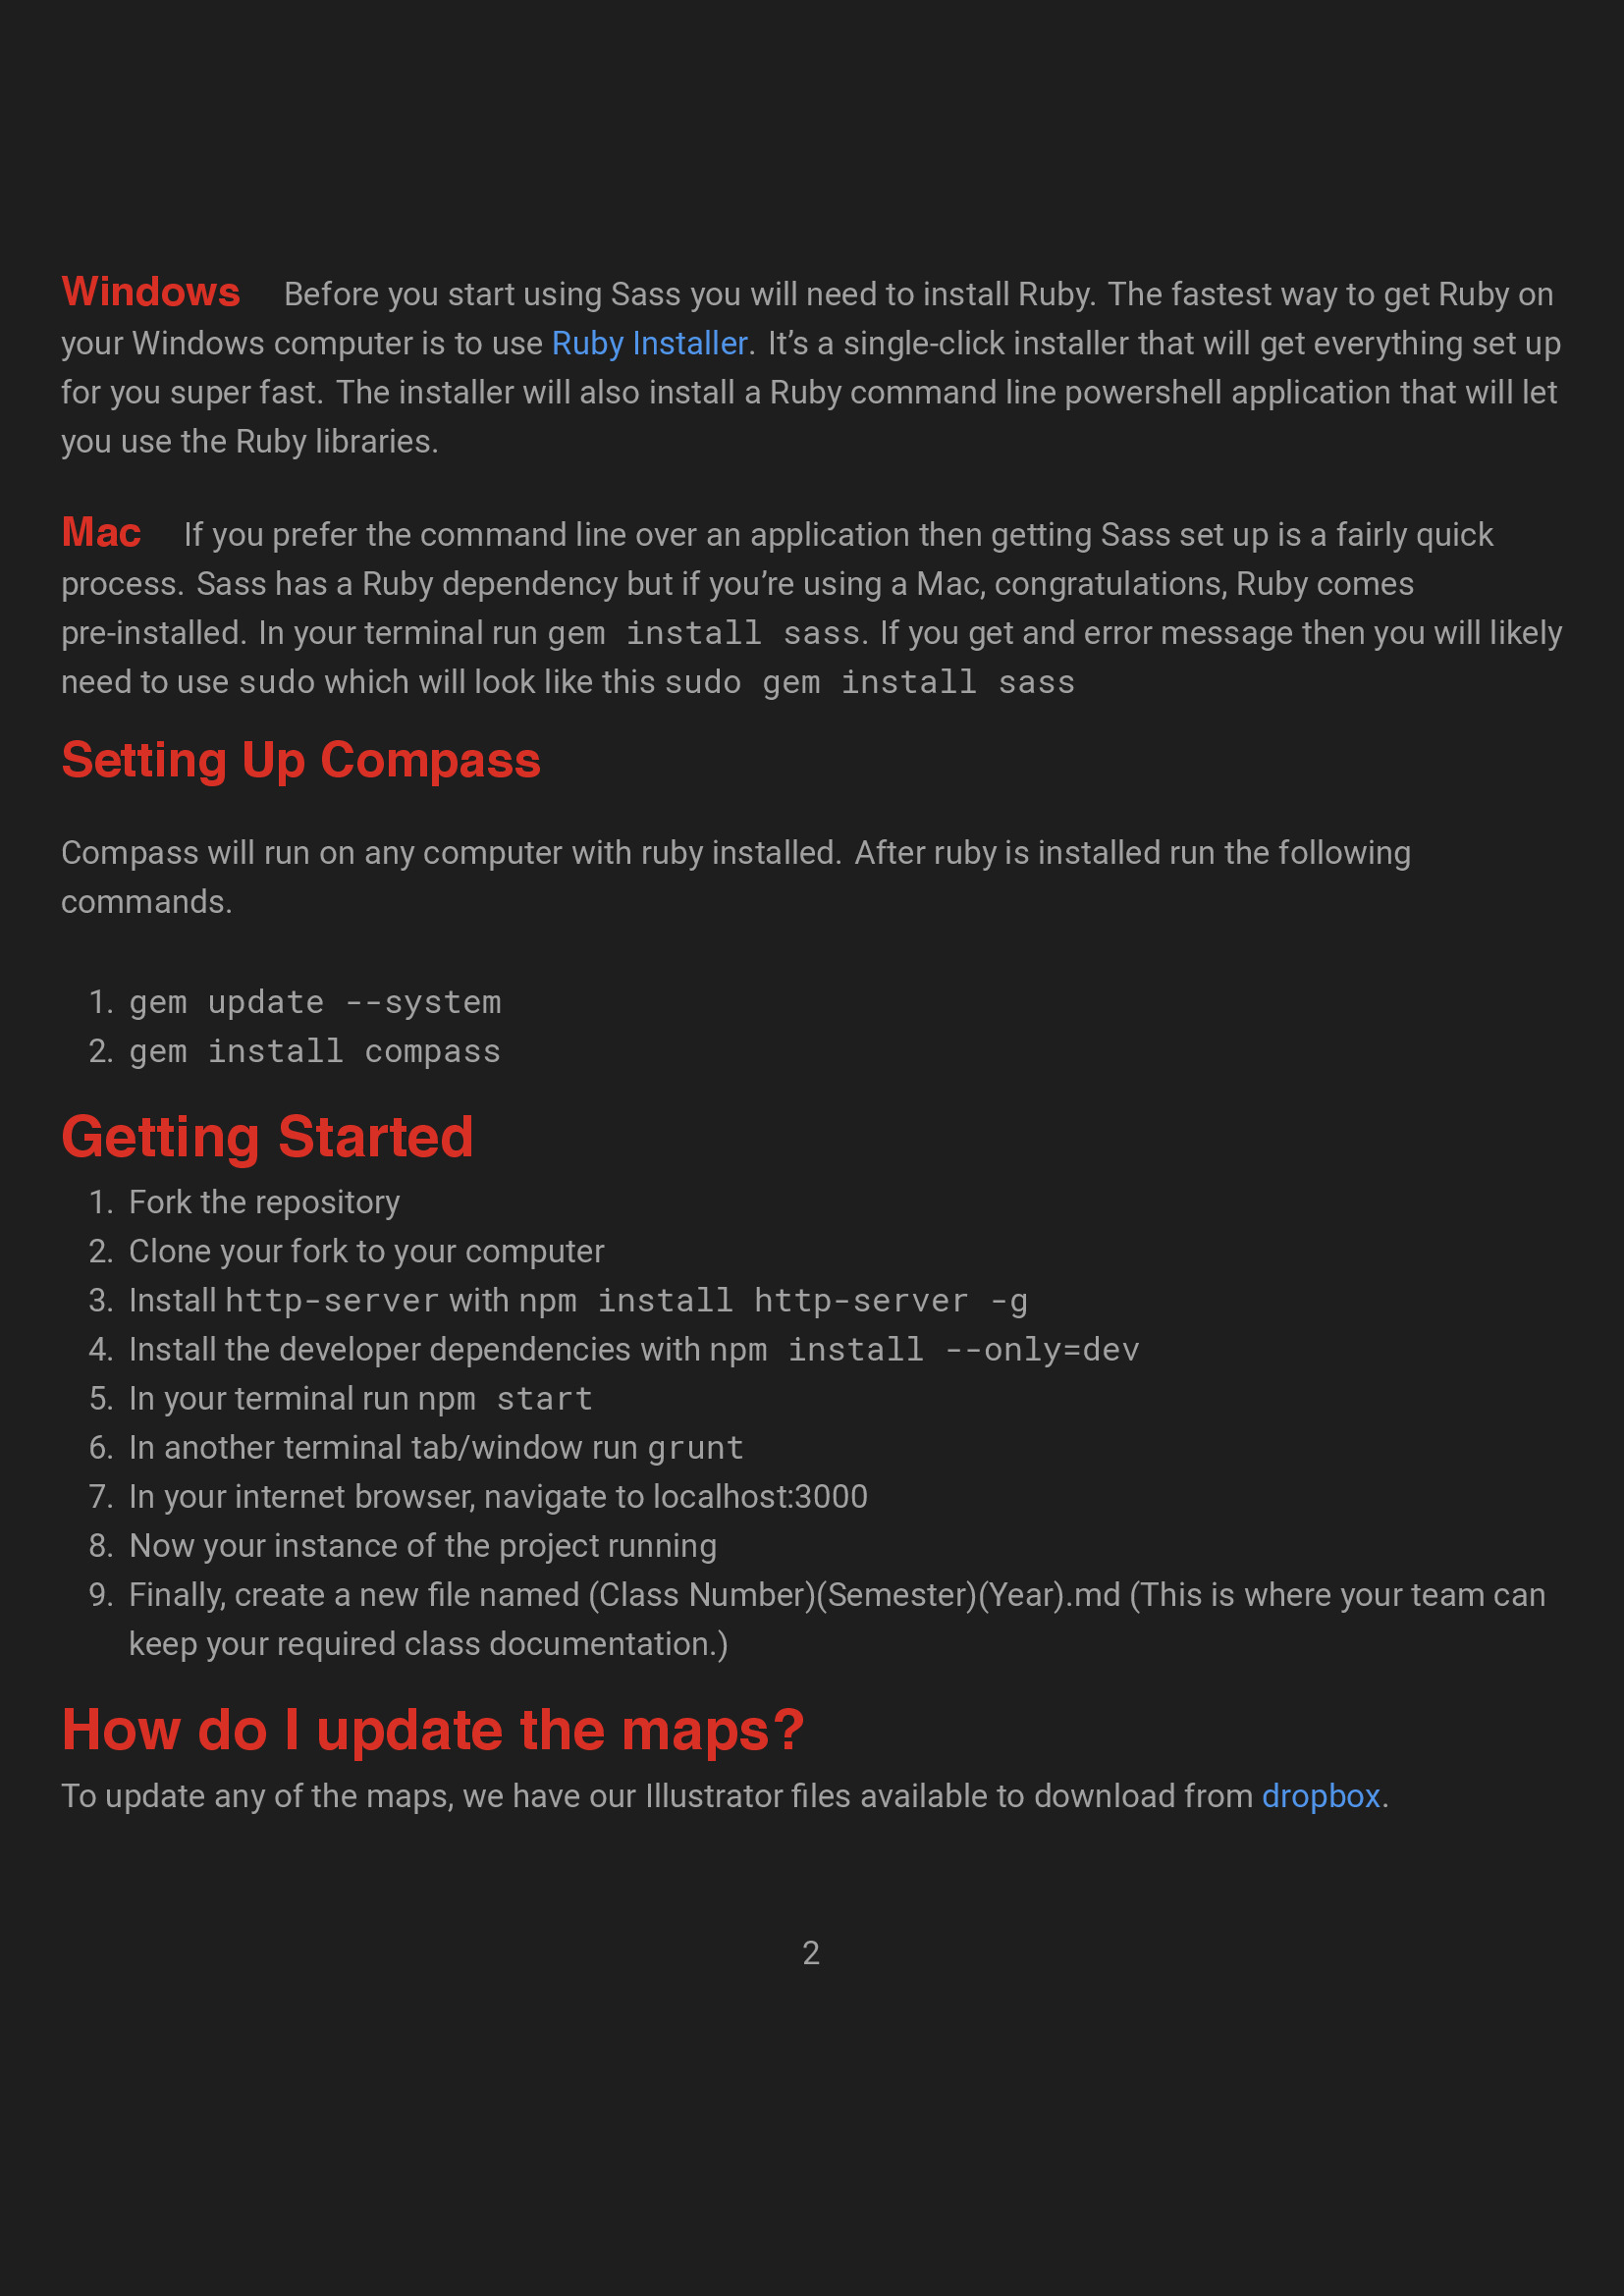 Windows Before you start using Sass you will need to install Ruby. The fastest way to get Ruby on
your Windows computer is to use Ruby Installer. It’s a single-click installer that will get everything set up
for you super fast. The installer will also install a Ruby command line powershell application that will let
you use the Ruby libraries.
Mac If you prefer the command line over an application then getting Sass set up is a fairly quick
process. Sass has a Ruby dependency but if you’re using a Mac, congratulations, Ruby comes
pre-installed. In your terminal run gem install sass. If you get and error message then you will likely
need to use sudo which will look like this sudo gem install sass
Setting Up Compass
Compass will run on any computer with ruby installed. After ruby is installed run the following
commands.
1. gem update --system
2. gem install compass
Getting Started
1. Fork the repository
2. Clone your fork to your computer
3. Install http-server with npm install http-server -g
4. Install the developer dependencies with npm install --only=dev
5. In your terminal run npm start
6. In another terminal tab/window run grunt
7. In your internet browser, navigate to localhost:3000
8. Now your instance of the project running
9. Finally, create a new file named (Class Number)(Semester)(Year).md (This is where your team can
keep your required class documentation.)
How do I update the maps?
To update any of the maps, we have our Illustrator files available to download from dropbox.
2